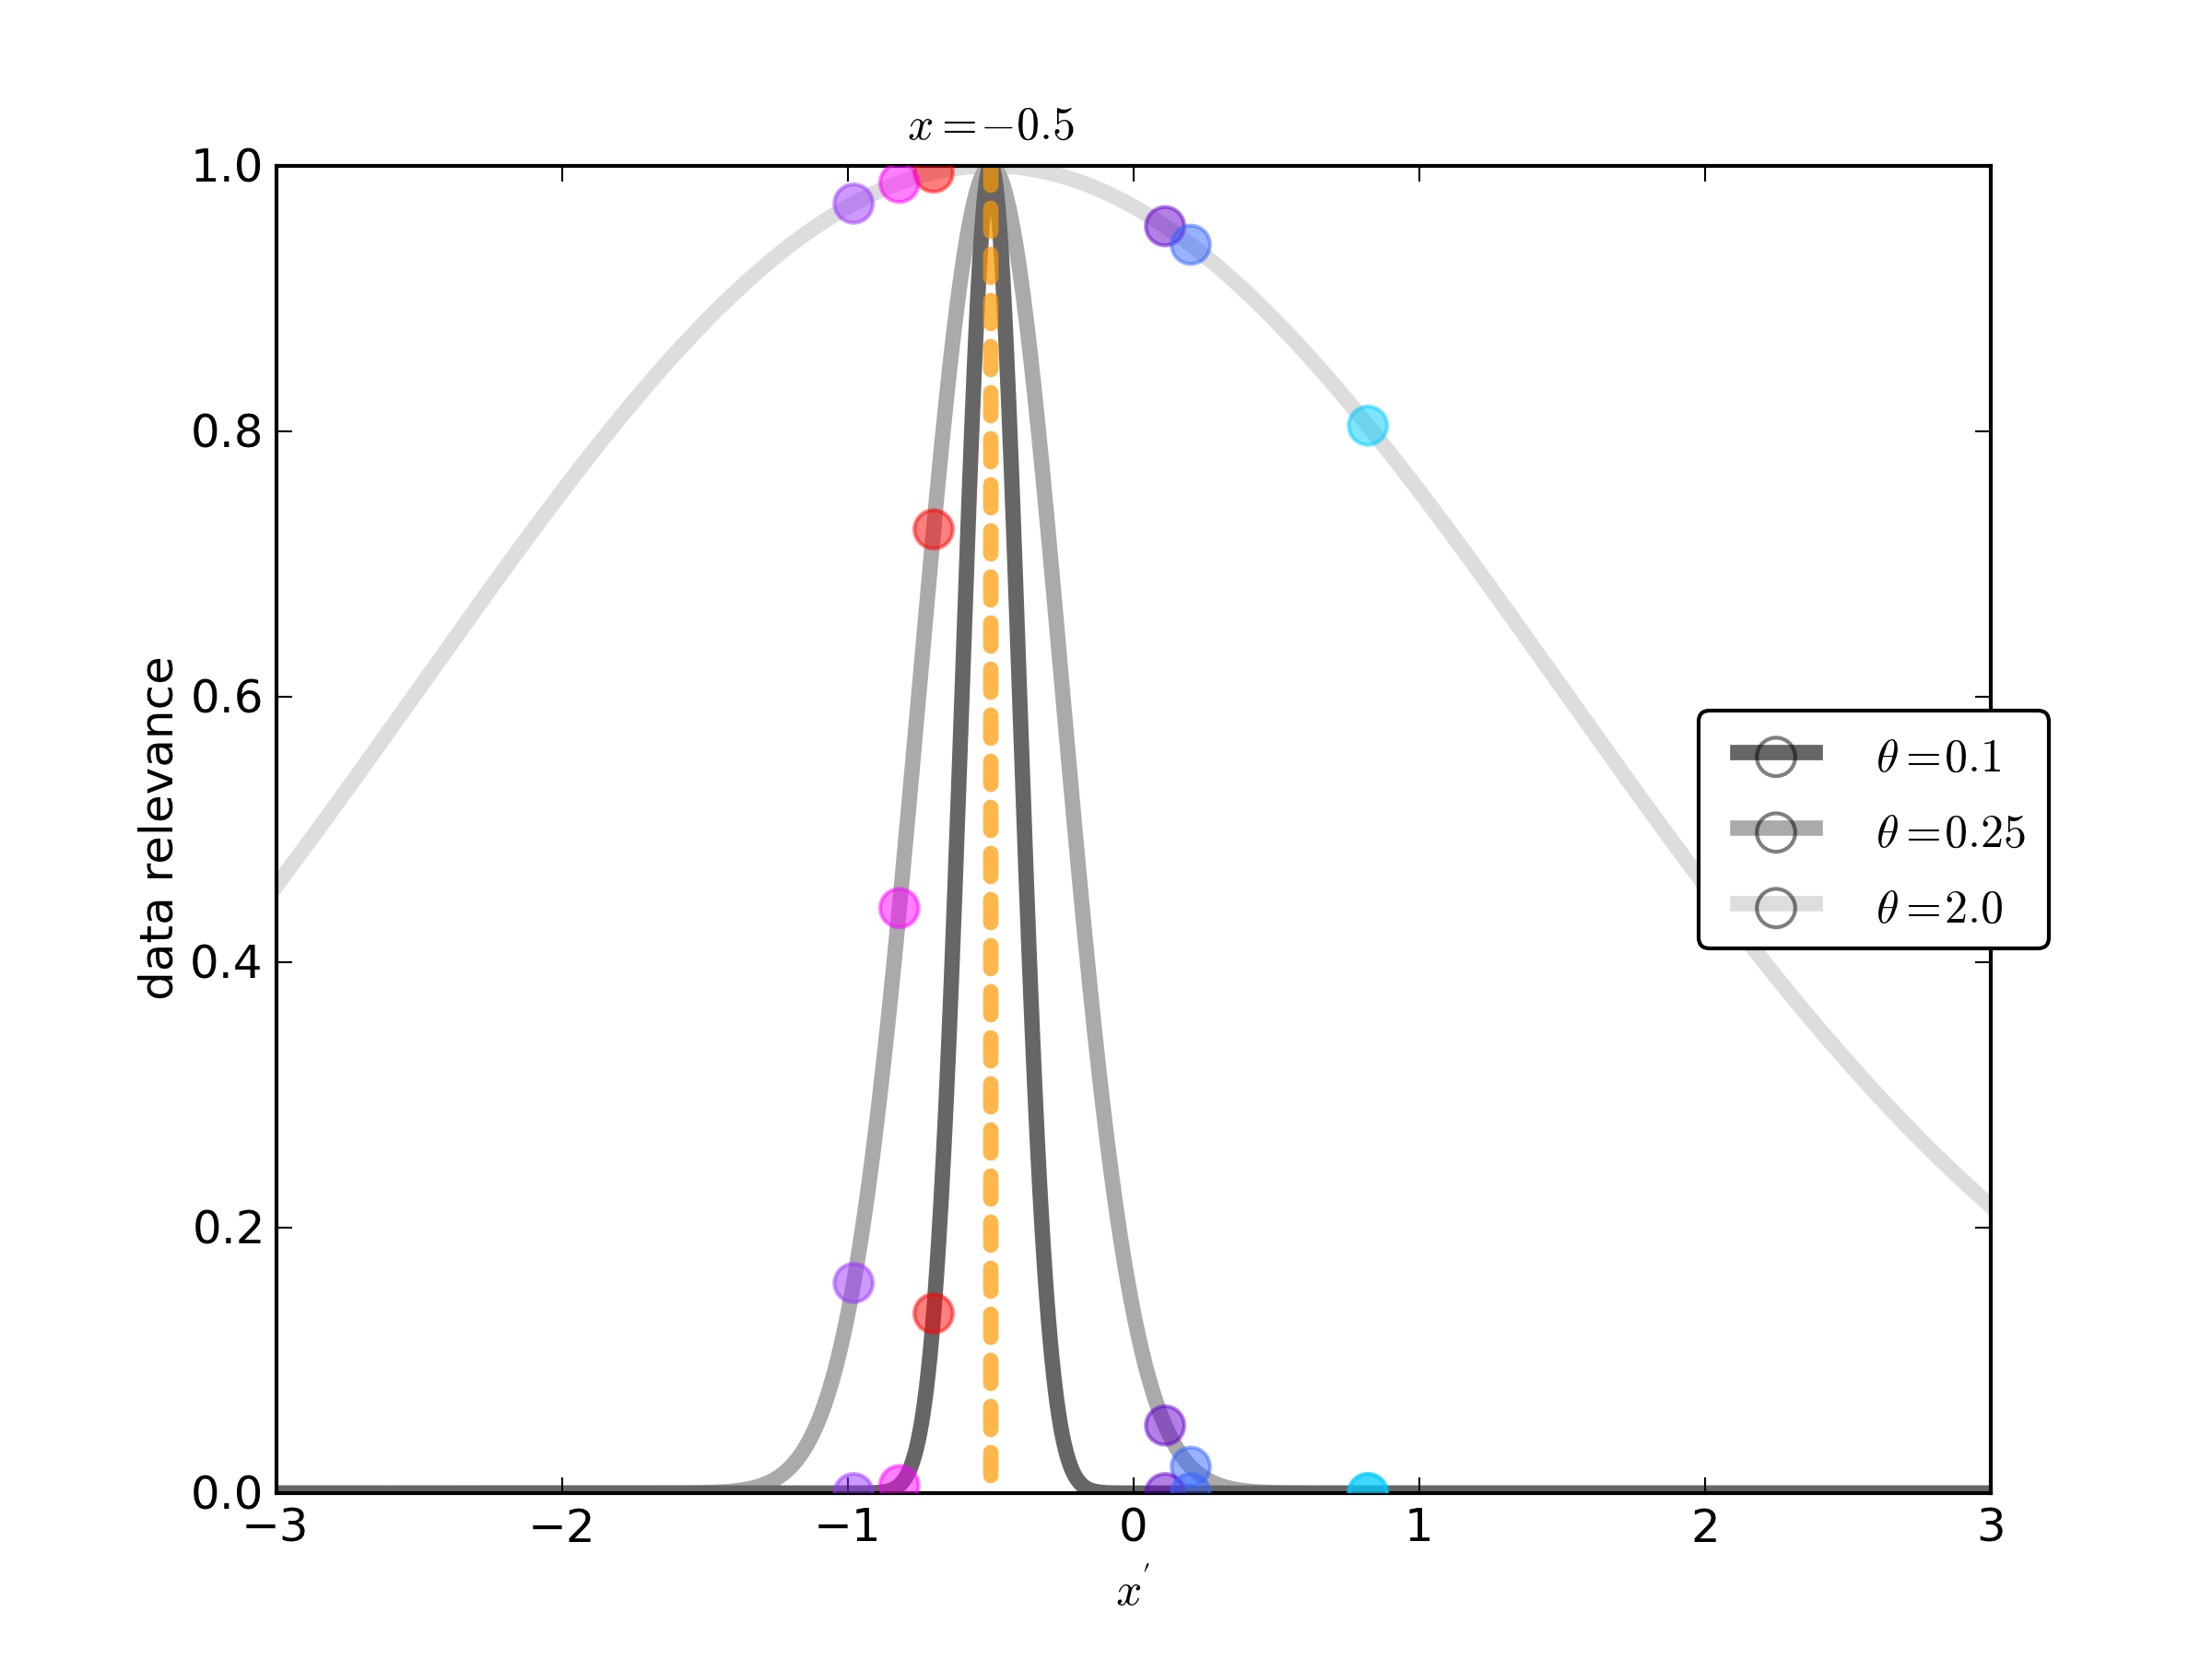 x = −0.5
1.0
0.8
0.6
0.4
0.2
0.0
data relevance
θ = 0.1
θ = 0.25
θ = 2.0
−3 −2 −1 0 1 2 3
x′